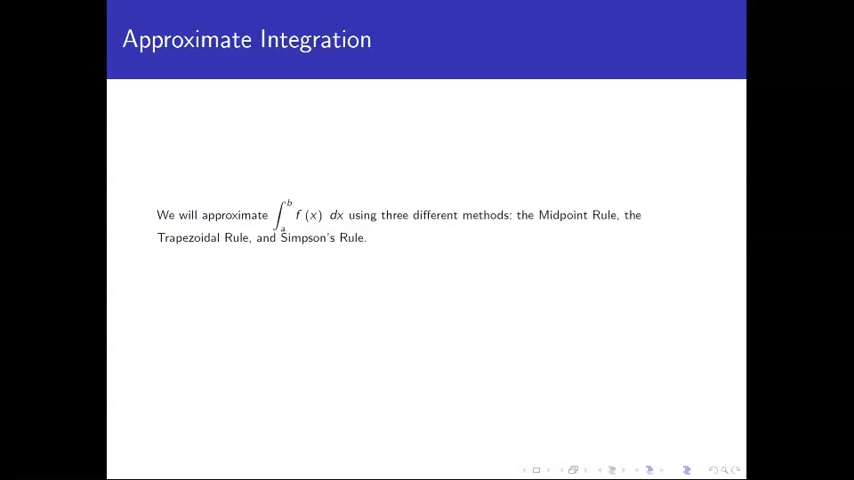 Approximate Integration
We will approximate ∫_a^b f (x) dx using three different methods: the Midpoint Rule, the
Trapezoidal Rule, and Simpson's Rule.